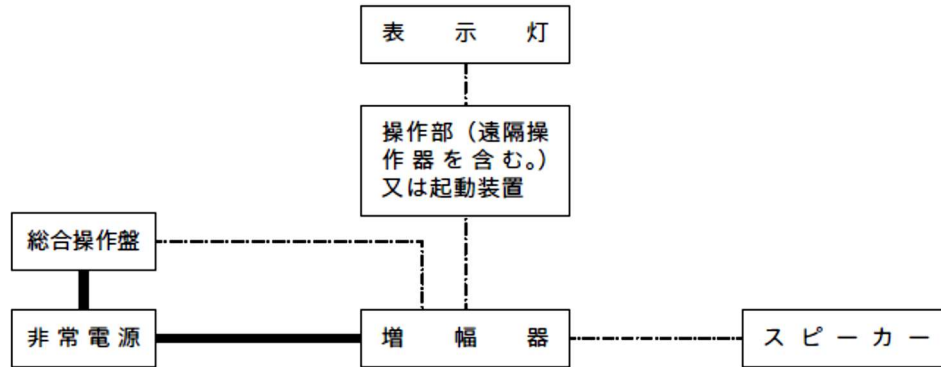 表示灯
操作部（遠隔操
作器を含む。）
又は起動装置
総合操作盤
非常電源
増幅器
スピーカー